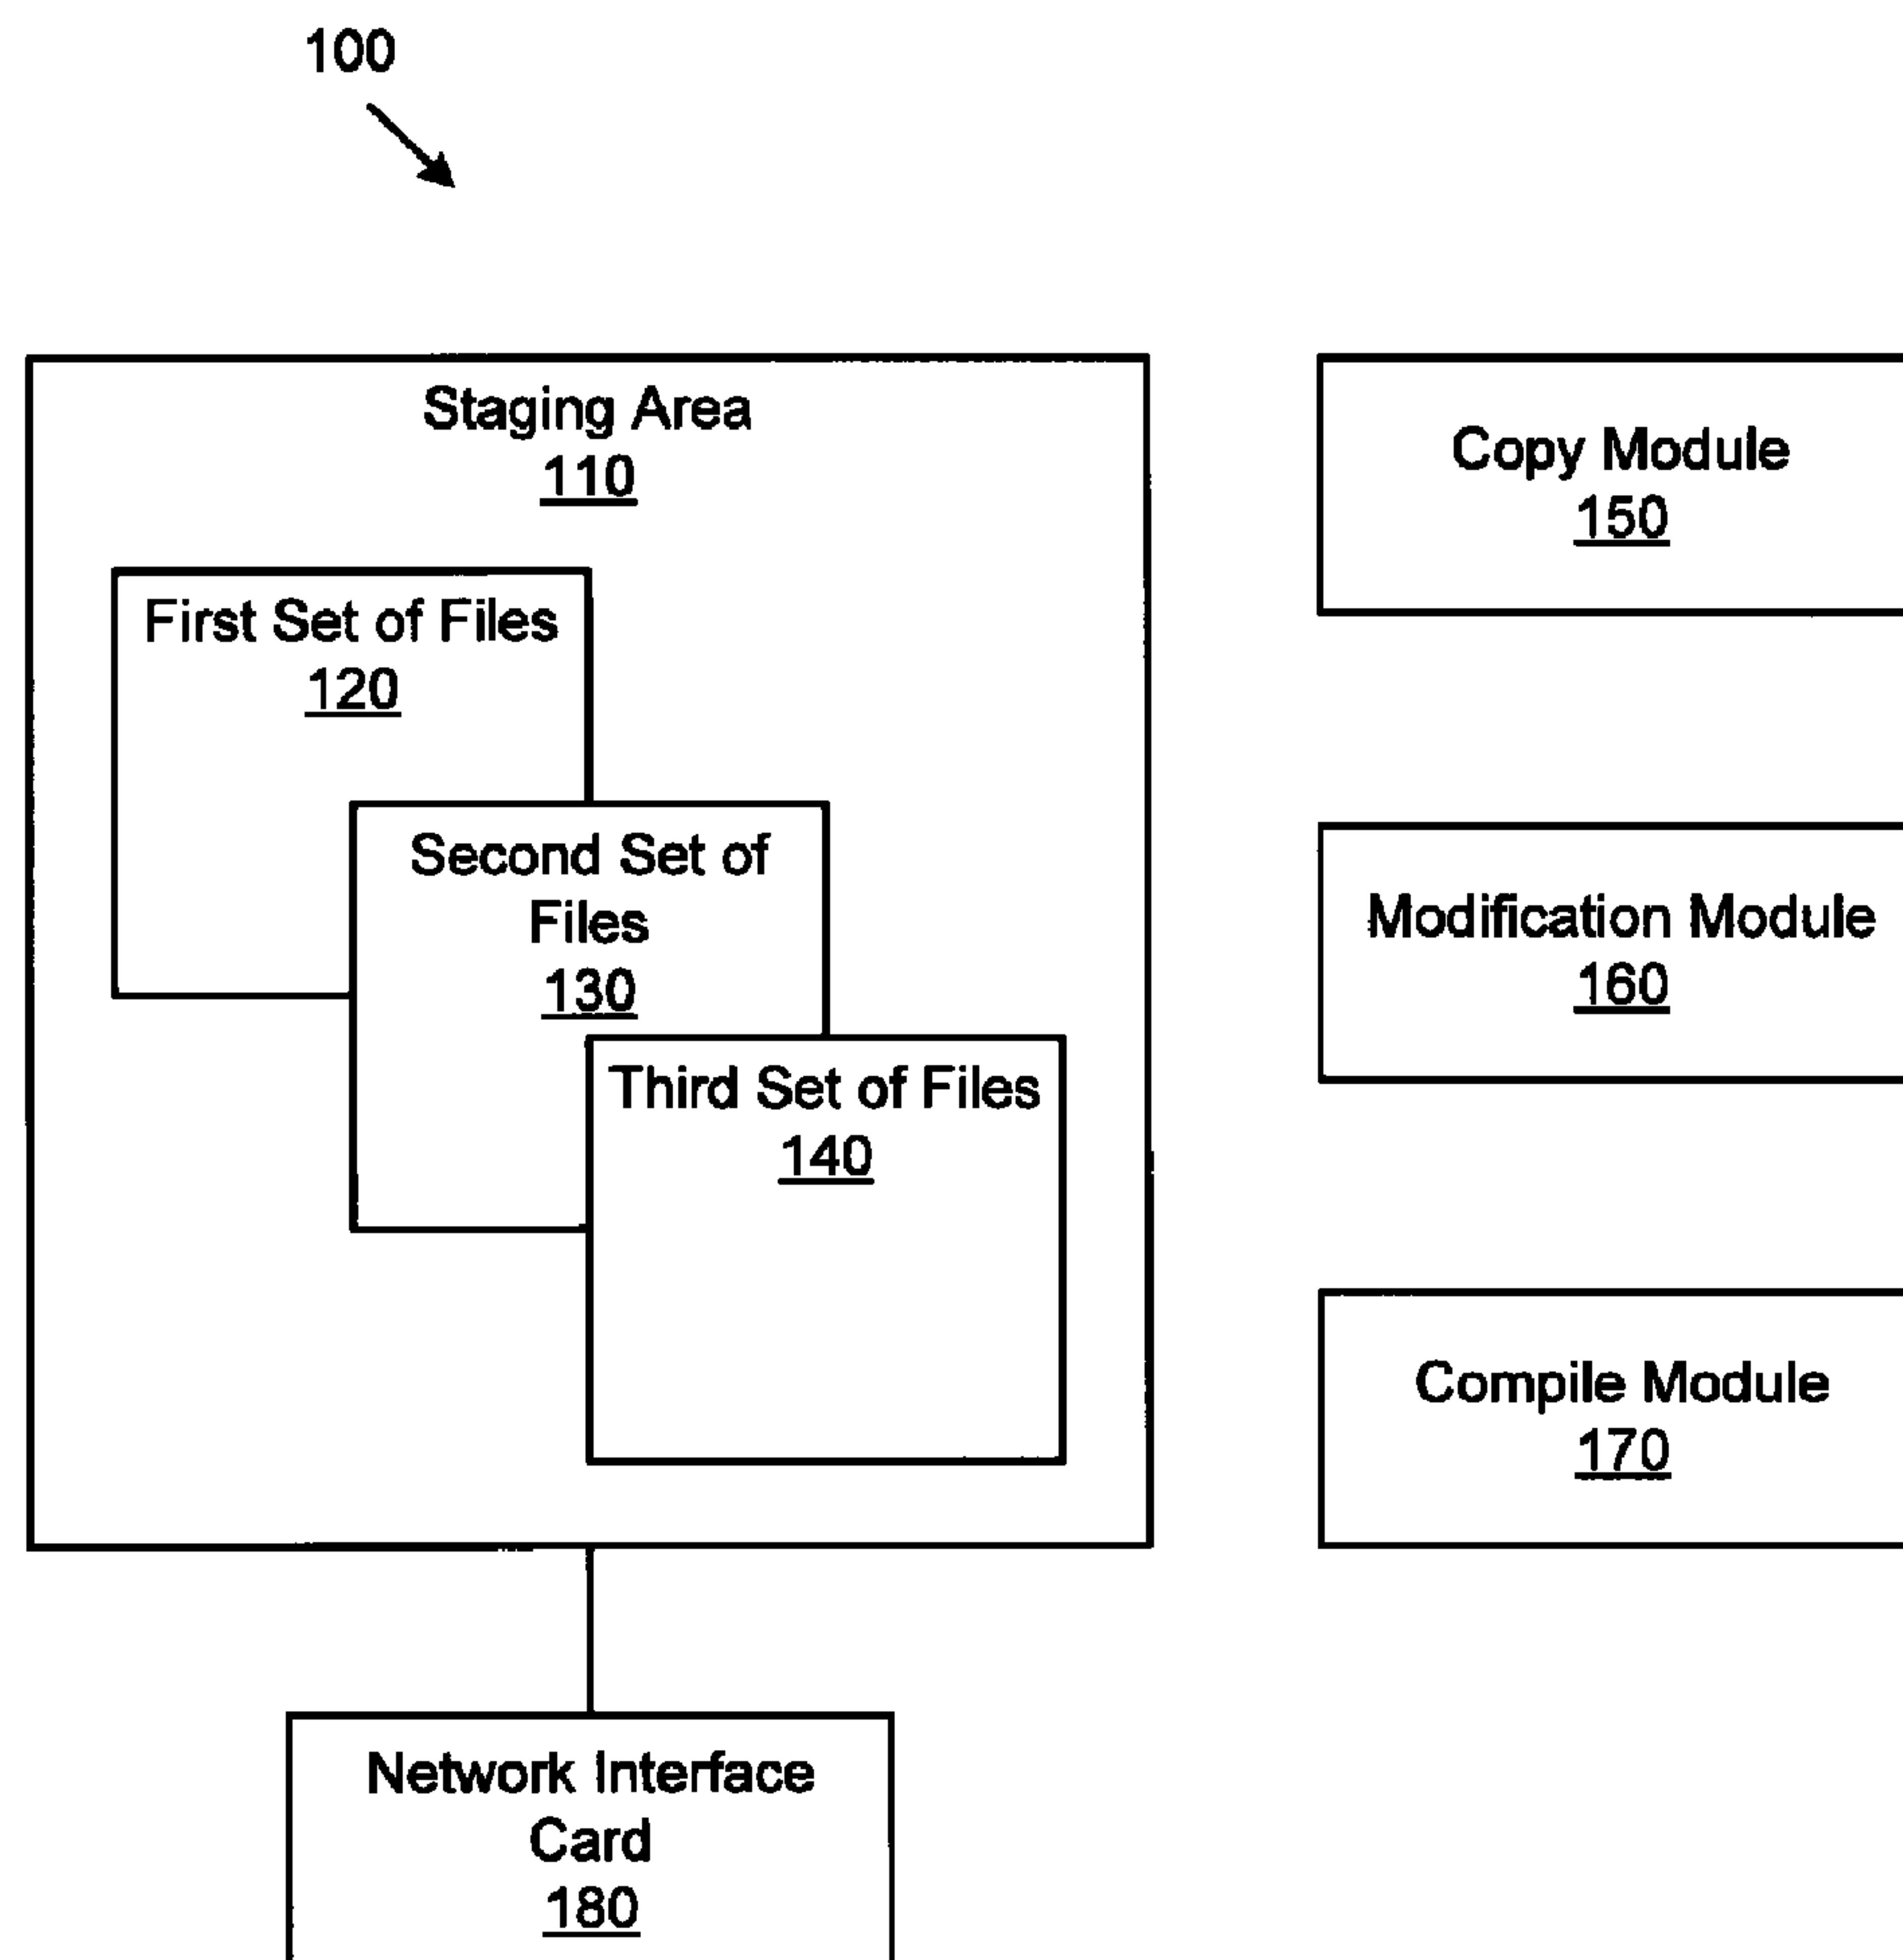 100
Staging Area
110
First Set of Files
120
Second Set of
Files
130
Third Set of Files
140
Copy Module
150
Modification Module
160
Compile Module
170
Network Interface
Card
180